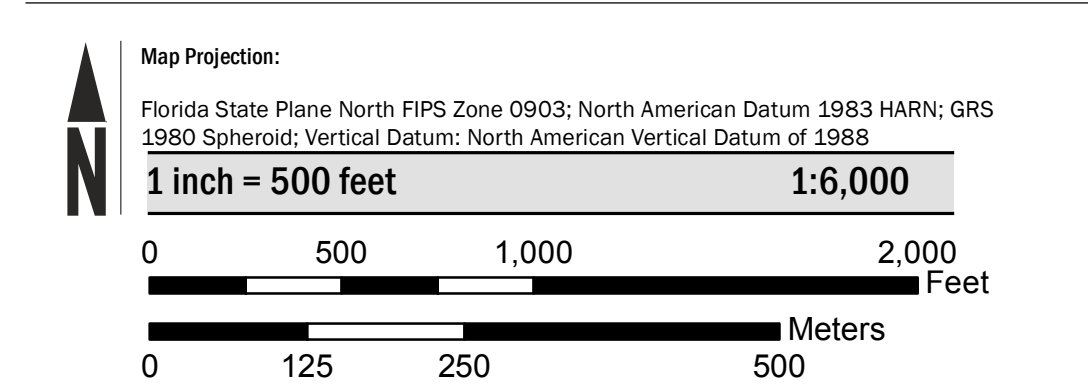 Map Projection:
Florida State Plane North FIPS Zone 0903; North American Datum 1983 HARN; GRS
1980 Spheroid; Vertical Datum: North American Vertical Datum of 1988
N
1 inch = 500 feet 1:6,000
0 500 1,000 2,000
Feet
Meters
0 125 250 500